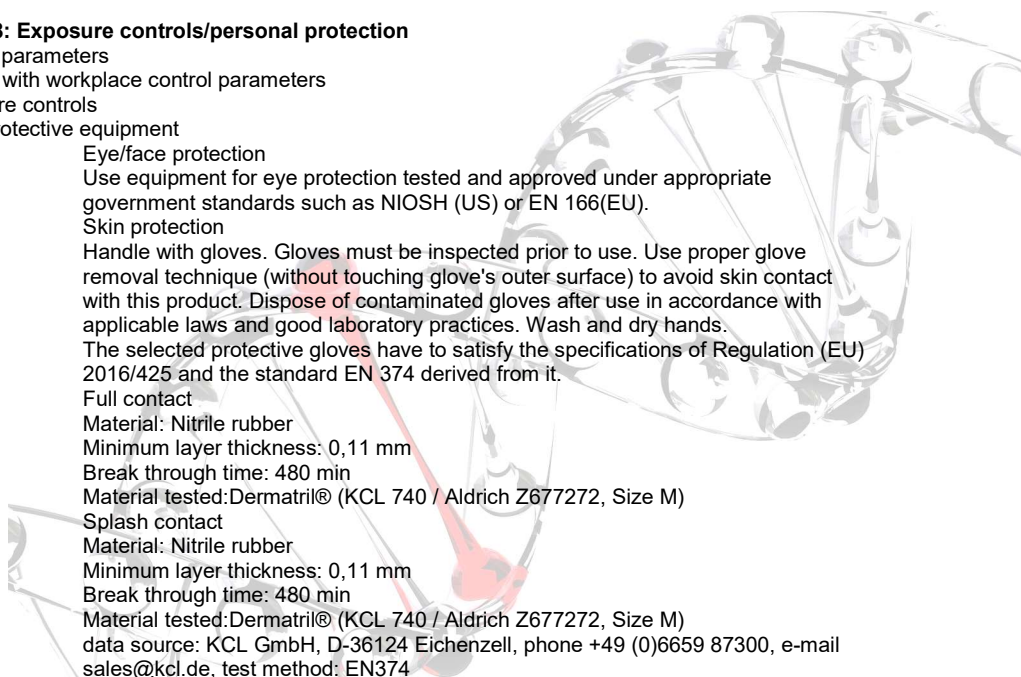 8: Exposure controls/personal protection
parameters
with workplace control parameters
re controls
rotective equipment
Eye/face protection
Use equipment for eye protection tested and approved under appropriate
government standards such as NIOSH (US) or EN 166(EU).
Skin protection
Handle with gloves. Gloves must be inspected prior to use. Use proper glove
removal technique (without touching glove's outer surface) to avoid skin contact
with this product. Dispose of contaminated gloves after use in accordance with
applicable laws and good laboratory practices. Wash and dry hands.
The selected protective gloves have to satisfy the specifications of Regulation (EU)
2016/425 and the standard EN 374 derived from it.
Full contact
Material: Nitrile rubber
Minimum layer thickness: 0,11 mm
Break through time: 480 min
Material tested:Dermatril® (KCL 740 / Aldrich Z677272, Size M)
Splash contact
Material: Nitrile rubber
Minimum layer thickness: 0,11 mm
Break through time: 480 min
Material tested:Dermatril® (KCL 740 / Aldrich Z677272, Size M)
data source: KCL GmbH, D-36124 Eichenzell, phone +49 (0)6659 87300, e-mail
sales@kcl.de, test method: EN374